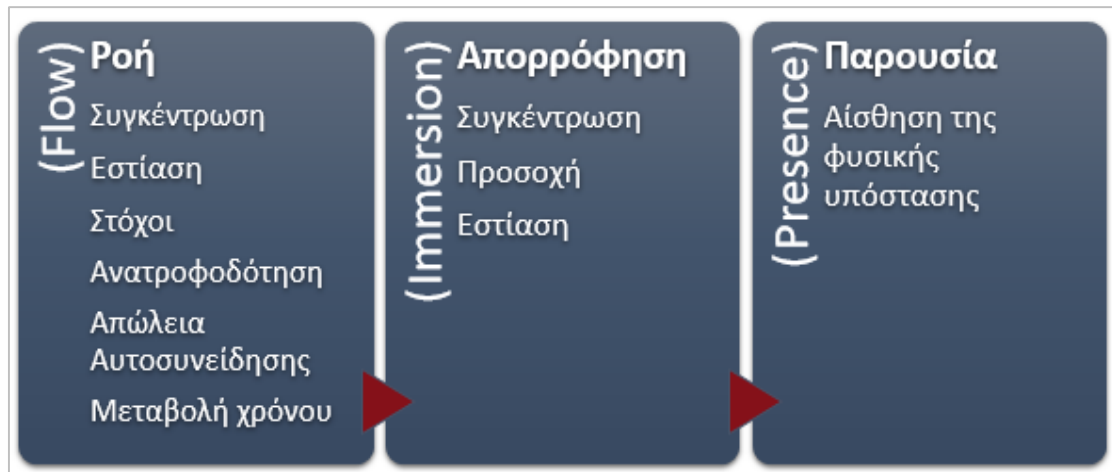 (Flow)
Ροή
Συγκέντρωση
Εστίαση
Στόχοι
Ανατροφοδότηση
Απώλεια
Αυτοσυνείδησης
Μεταβολή χρόνου
(Immersion)
Απορρόφηση
Συγκέντρωση
Προσοχή
Εστίαση
(Presence)
Παρουσία
Αίσθηση της
φυσικής
υπόστασης